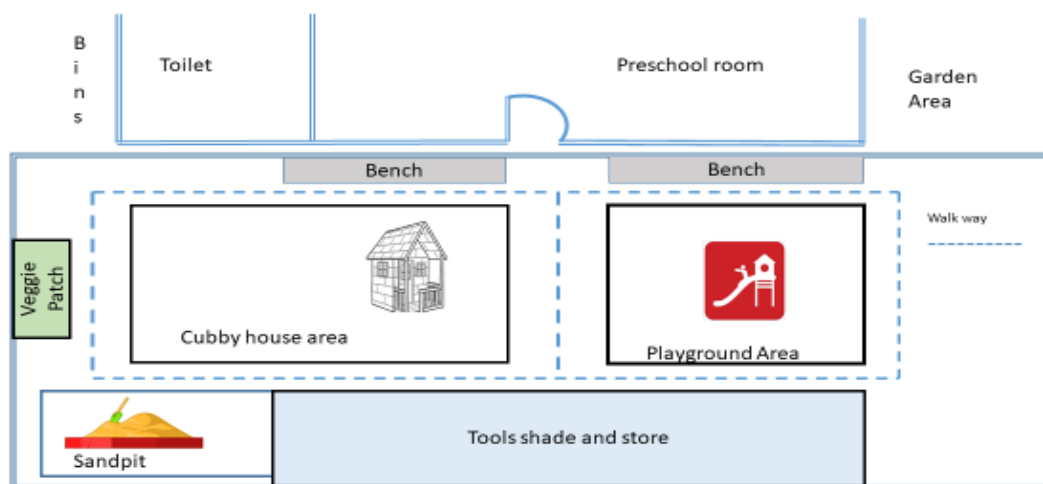 Bins
Toilet
Preschool room
Garden
Area
Bench
Bench
Walk way
Veggie
Patch
Cubby house area
Playground Area
Sandpit
Tools shade and store